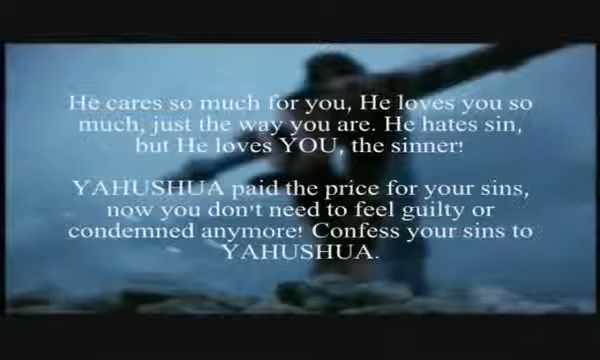 He cares so much for you, He loves you so
much, just the way you are. He hates sin,
but He loves YOU, the sinner!
YAHUSHUA paid the price for your sins,
now you don't need to feel guilty or
condemned anymore! Confess your sins to
YAHUSHUA.